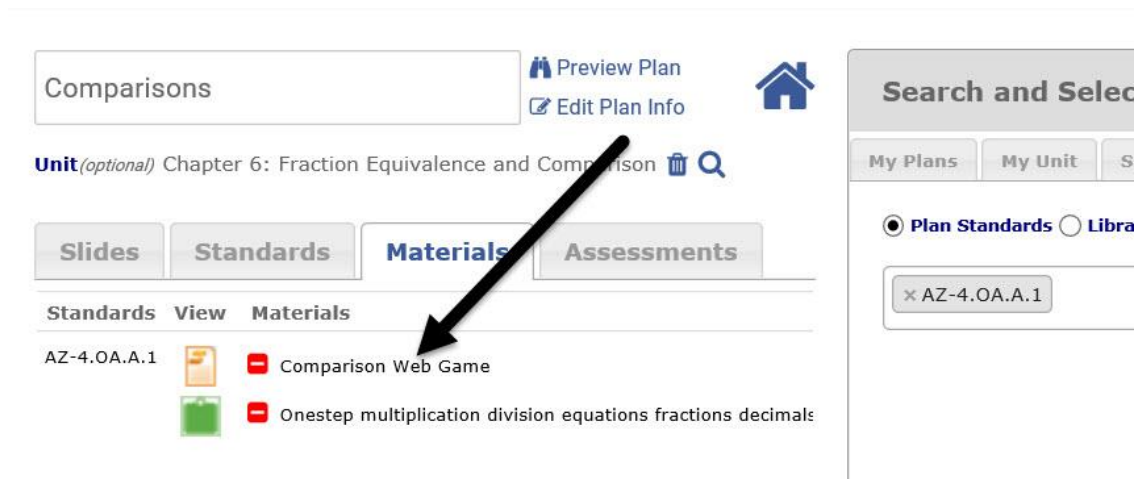 Comparisons
Preview Plan
Edit Plan Info
Unit(optional) Chapter 6: Fraction Equivalence and Comparison
Slides Standards Materials Assessments
Standards View Materials
AZ-4.OA.A.1 Comparison Web Game
Onestep multiplication division equations fractions decimals
Search and Selec
My Plans My Unit S
Plan Standards Libra
× AZ-4.OA.A.1